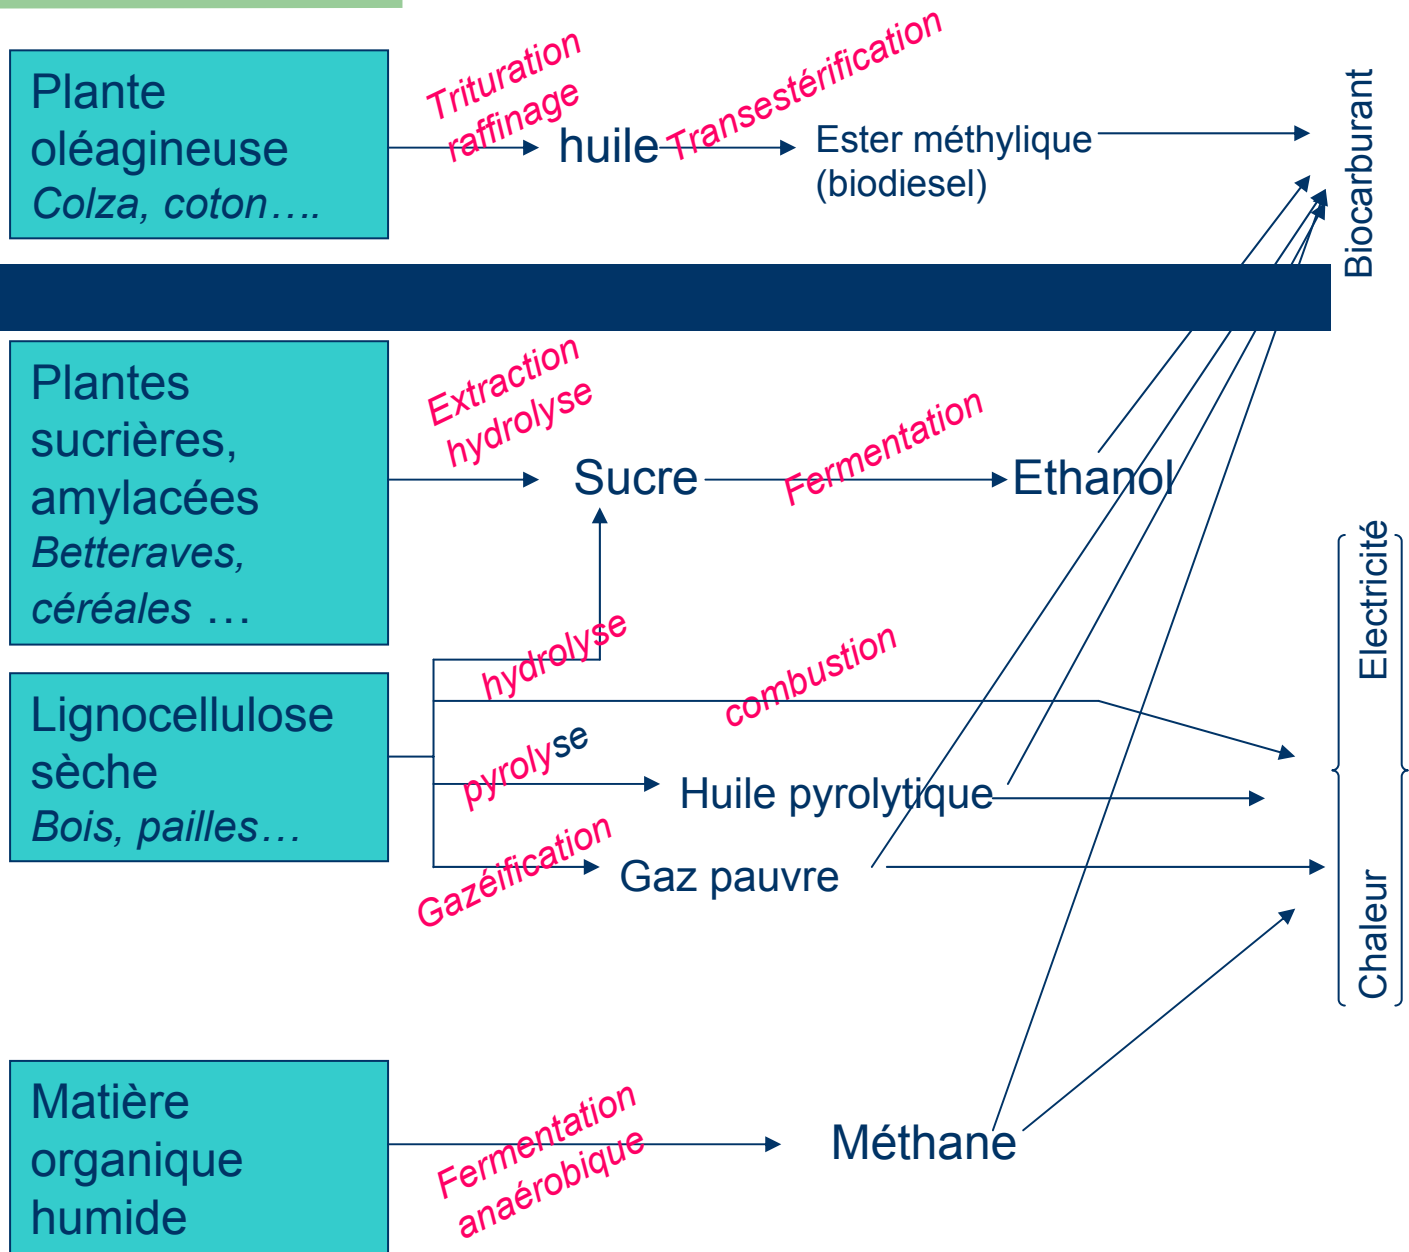 Plante
oléagineuse
Colza, coton….
Trituration
raffinage
huile
Transestérification
Ester méthylique
(biodiesel)
Biocarburant
Plantes
sucrières,
amylacées
Betteraves,
céréales …
Extraction
hydrolyse
Sucre
Fermentation
Ethanol
Lignocellulose
sèche
Bois, pailles…
hydrolyse
combustion
pyrolyse
Huile pyrolytique
Gazéification
Gaz pauvre
Electricité
Chaleur
Matière
organique
humide
Fermentation
anaérobique
Méthane